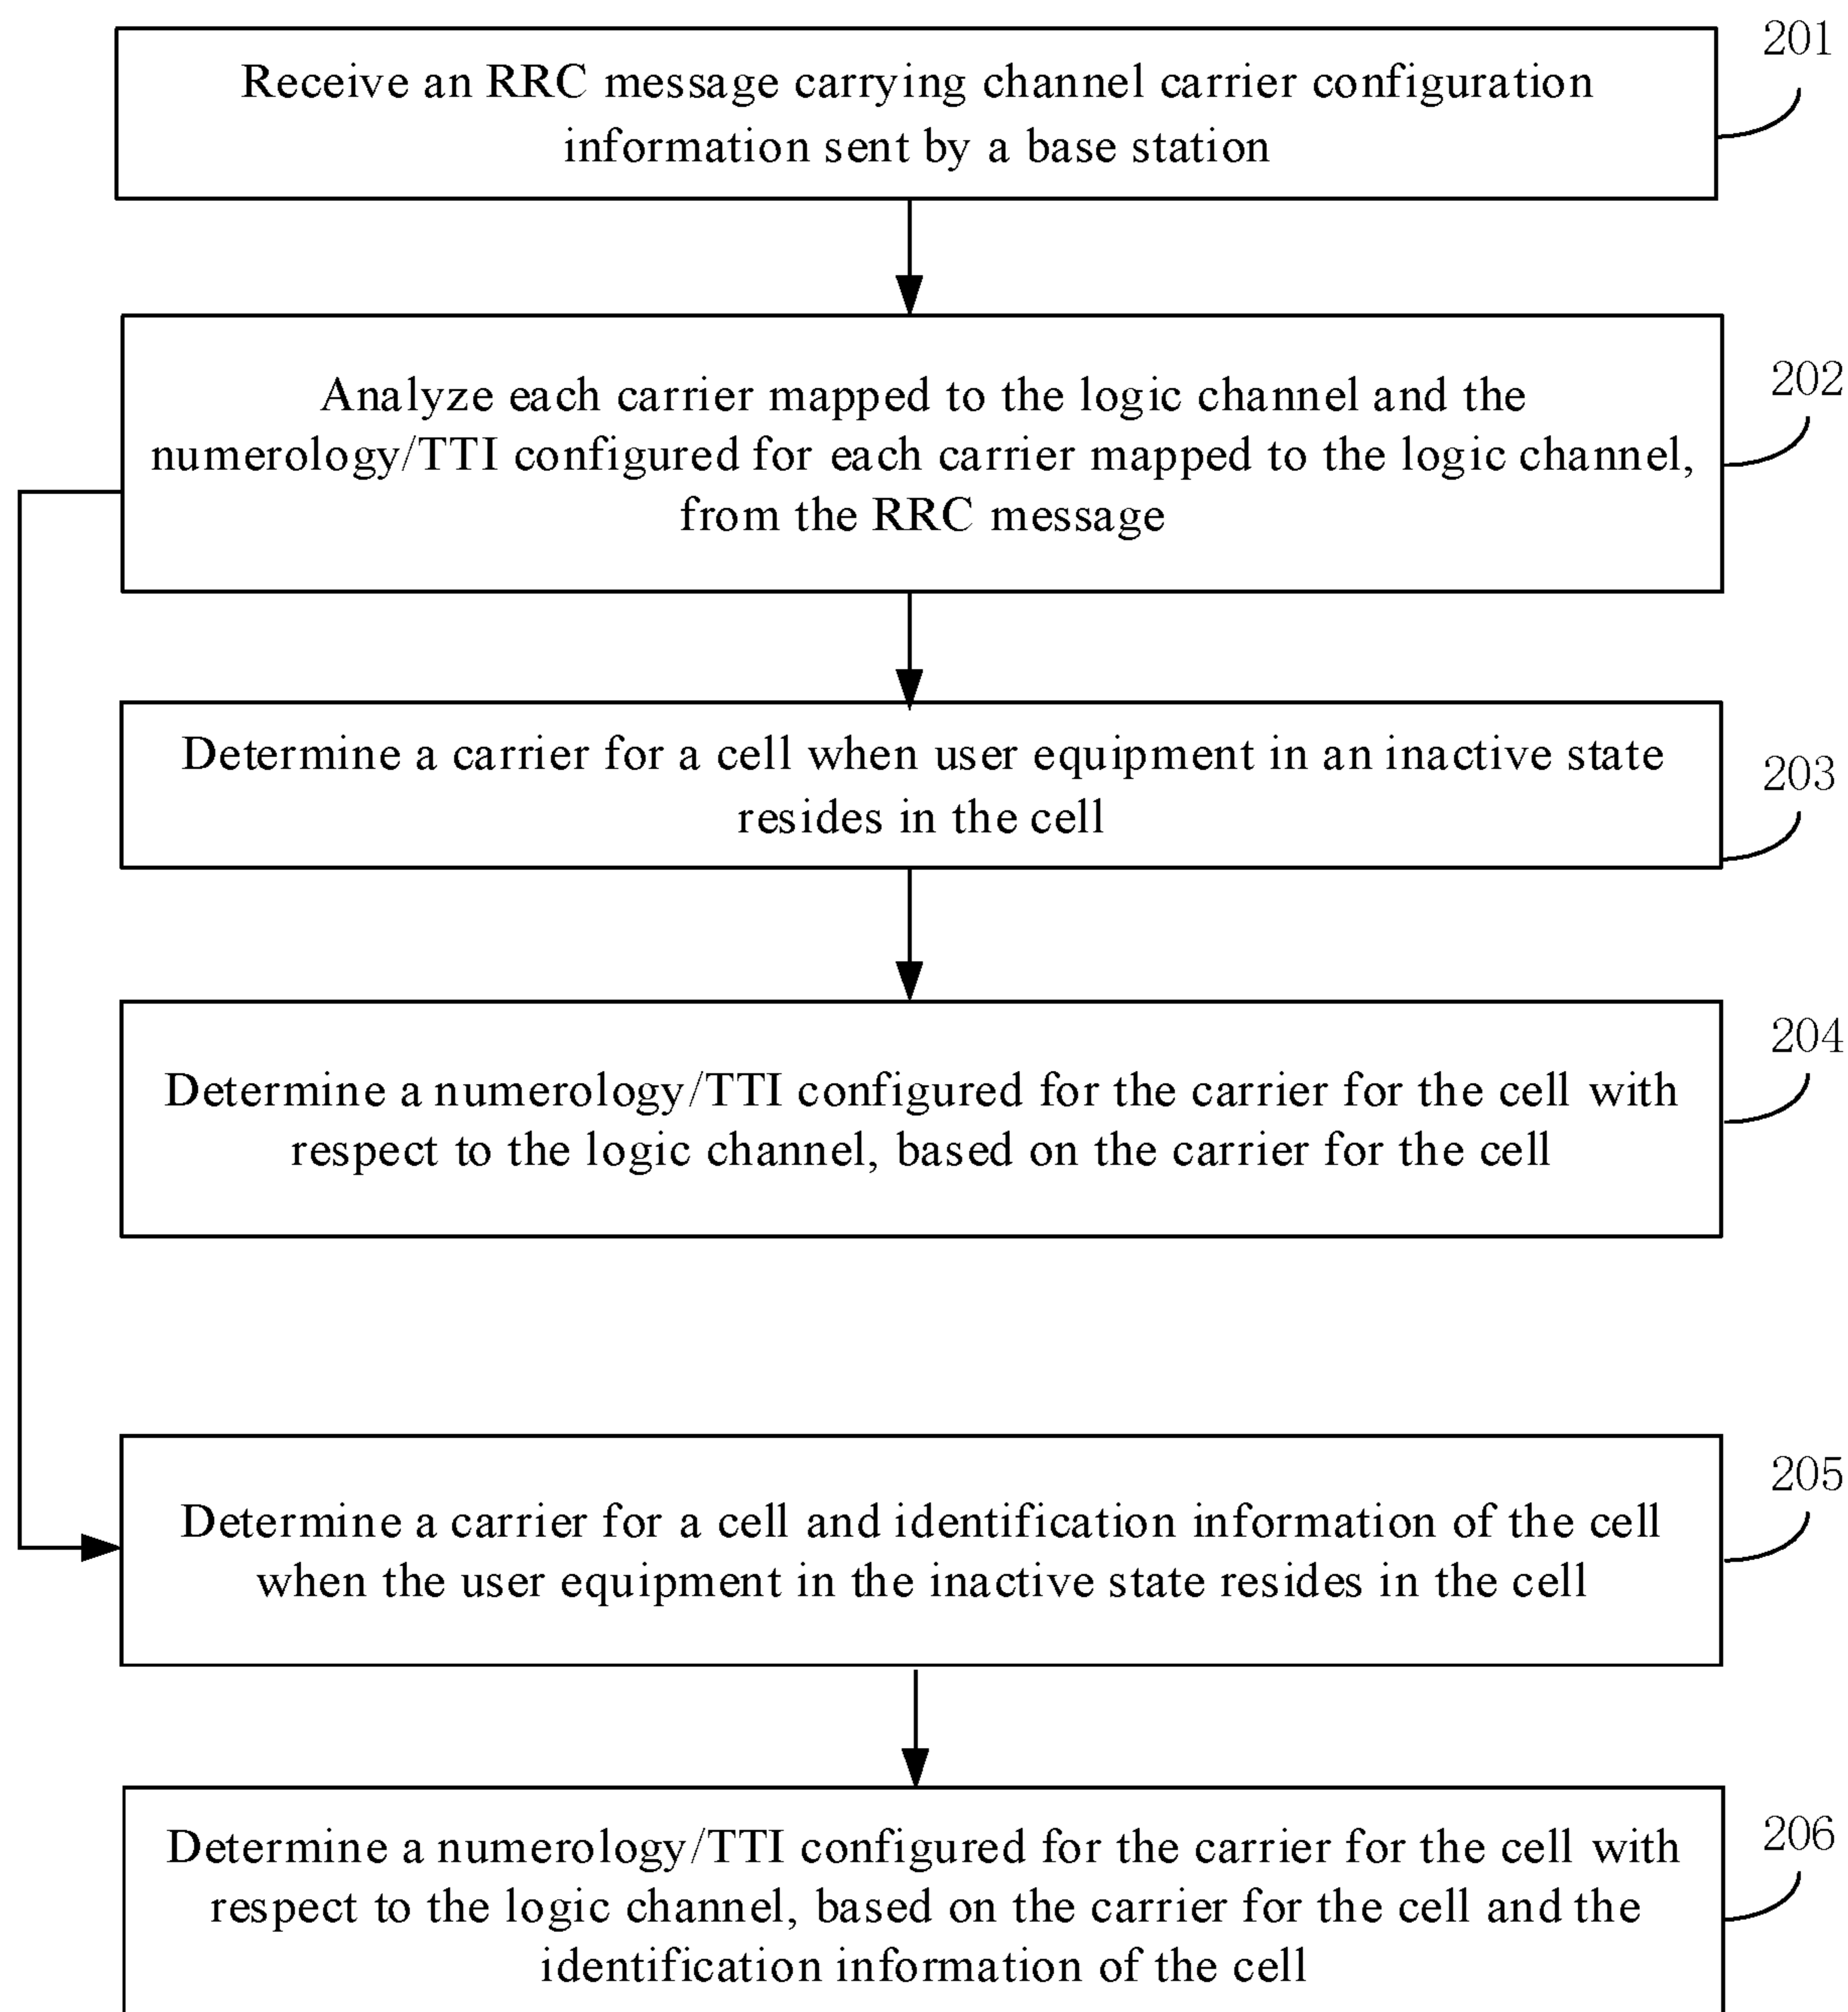 201
Receive an RRC message carrying channel carrier configuration
information sent by a base station
202
Analyze each carrier mapped to the logic channel and the
numerology/TTI configured for each carrier mapped to the logic channel,
from the RRC message
203
Determine a carrier for a cell when user equipment in an inactive state
resides in the cell
204
Determine a numerology/TTI configured for the carrier for the cell with
respect to the logic channel, based on the carrier for the cell
205
Determine a carrier for a cell and identification information of the cell
when the user equipment in the inactive state resides in the cell
206
Determine a numerology/TTI configured for the carrier for the cell with
respect to the logic channel, based on the carrier for the cell and the
identification information of the cell